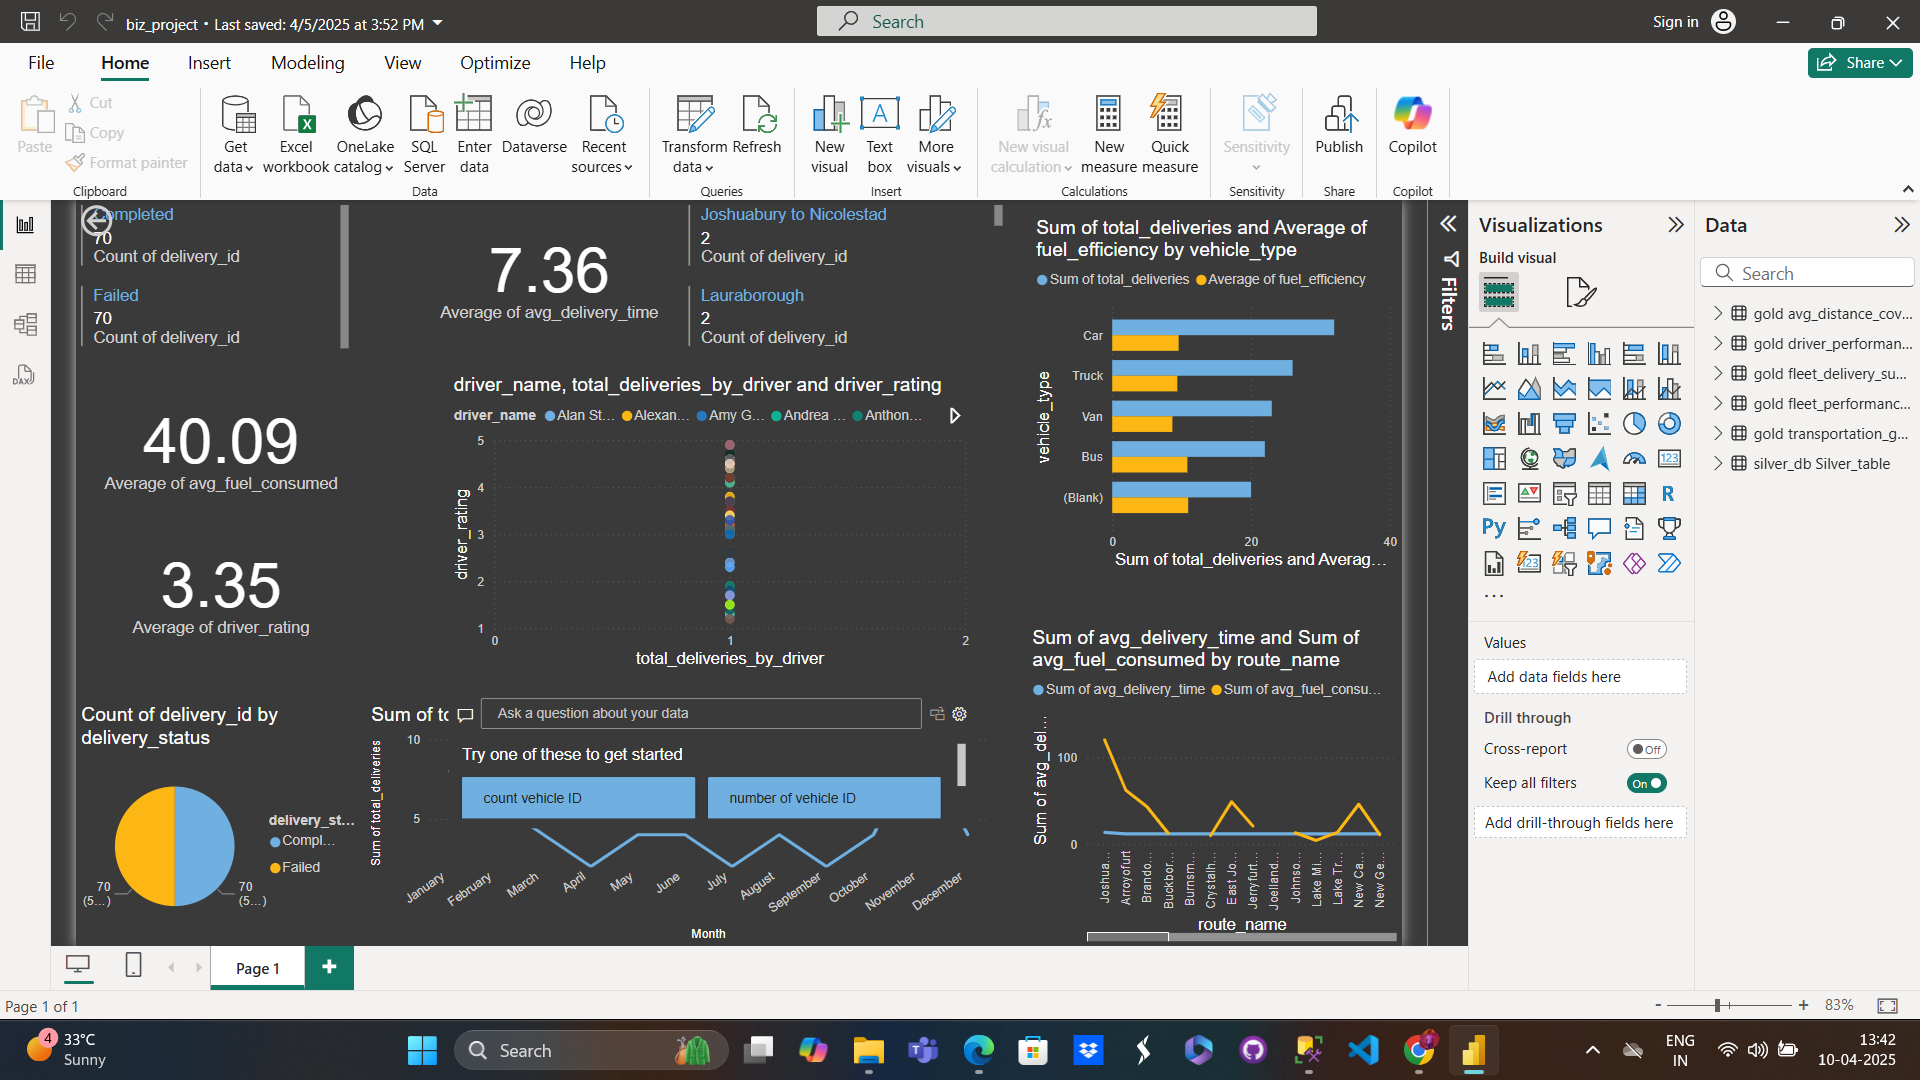 biz_project • Last saved: 4/5/2025 at 3:52 PM
Search
Sign in
File
Home
Insert
Modeling
View
Optimize
Help
Share
Paste
Cut
Copy
Format painter
Clipboard
Get data
Excel workbook
OneLake catalog
SQL Server
Enter data
Dataverse
Recent sources
Data
Transform data
Refresh
Queries
New visual
Text box
More visuals
Insert
New visual calculation
New measure
Quick measure
Calculations
Sensitivity
Sensitivity
Publish
Share
Copilot
Copilot
Completed
70
Count of delivery_id
Failed
70
Count of delivery_id
7.36
Average of avg_delivery_time
Joshuabury to Nicolestad
2
Count of delivery_id
Lauraborough
2
Count of delivery_id
40.09
Average of avg_fuel_consumed
3.35
Average of driver_rating
driver_name, total_deliveries_by_driver and driver_rating
driver_name
Alan St...
Alexan...
Amy G...
Andrea ...
Anthon...
driver_rating
5
4
3
2
1
0
1
2
total_deliveries_by_driver
Sum of total_deliveries and Average of
fuel_efficiency by vehicle_type
Sum of total_deliveries
Average of fuel_efficiency
vehicle_type
Car
Truck
Van
Bus
(Blank)
0
20
40
Sum of total_deliveries and Averag...
Count of delivery_id by
delivery_status
delivery_st...
Compl...
Failed
70
(5...)
70
(5...)
Sum of to
Sum of total_deliveries
10
5
Ask a question about your data
Try one of these to get started
count vehicle ID
number of vehicle ID
January
February
March
April
May
June
July
August
September
October
November
December
Month
Sum of avg_delivery_time and Sum of
avg_fuel_consumed by route_name
Sum of avg_delivery_time
Sum of avg_fuel_consu...
Sum of avg_del...
100
0
Joshua...
Arroyofurt
Brando...
Buckbor...
Burnsm...
Crystalh...
East Jo...
Jerryfurt...
Joelland...
Johnso...
Lake Mi...
Lake Tr...
New Ca...
New Ge...
route_name
Filters
Visualizations
Build visual
123
R
Py
123
...
Values
Add data fields here
Drill through
Cross-report
Off
Keep all filters
On
Add drill-through fields here
Data
Search
gold avg_distance_cov...
gold driver_performan...
gold fleet_delivery_su...
gold fleet_performanc...
gold transportation_g...
silver_db Silver_table
Page 1
+
Page 1 of 1
-
+
83%
4
33°C
Sunny
Search
ENG
IN
13:42
10-04-2025